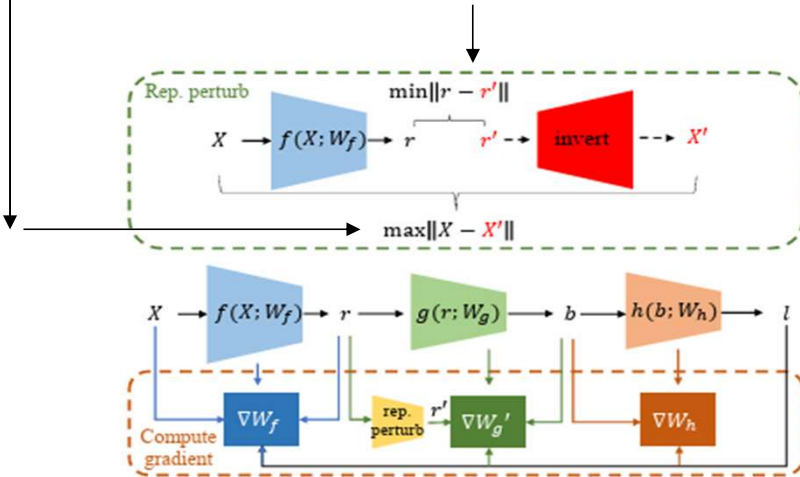 Rep. perturb
min‖r − r′‖
X
f(X; W_f)
r
r′
invert
X′
max‖X − X′‖
X
f(X; W_f)
r
g(r; W_g)
b
h(b; W_h)
l
∇W_f
rep.
perturb
r′
∇W_g′
∇W_h
Compute
gradient